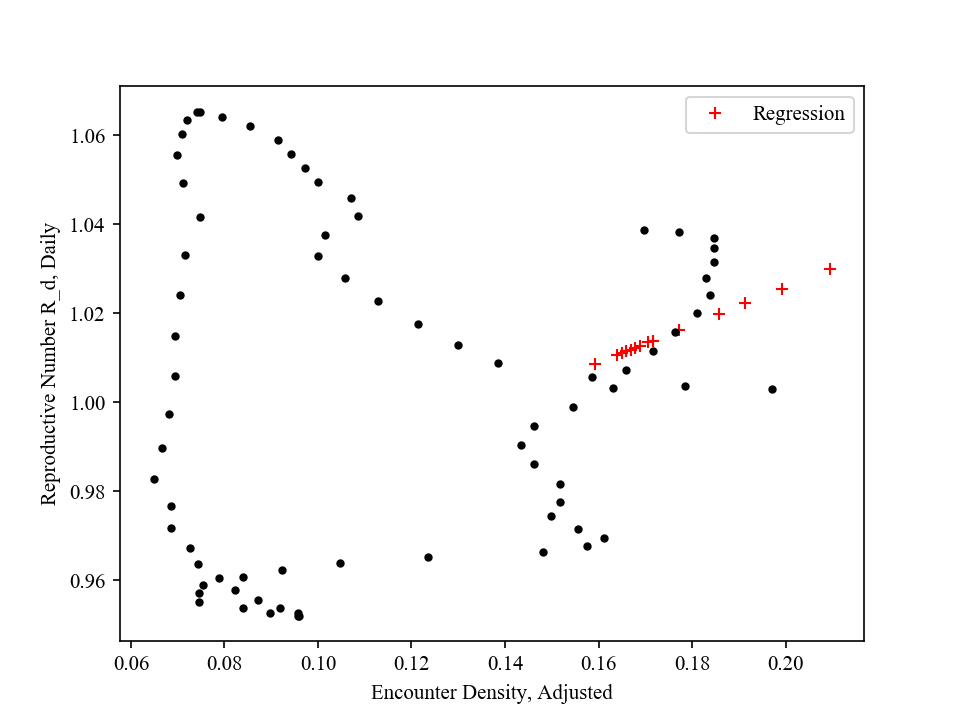 Regression
1.06
1.04
1.02
1.00
0.98
0.96
Reproductive Number R_d, Daily
0.06 0.08 0.10 0.12 0.14 0.16 0.18 0.20
Encounter Density, Adjusted